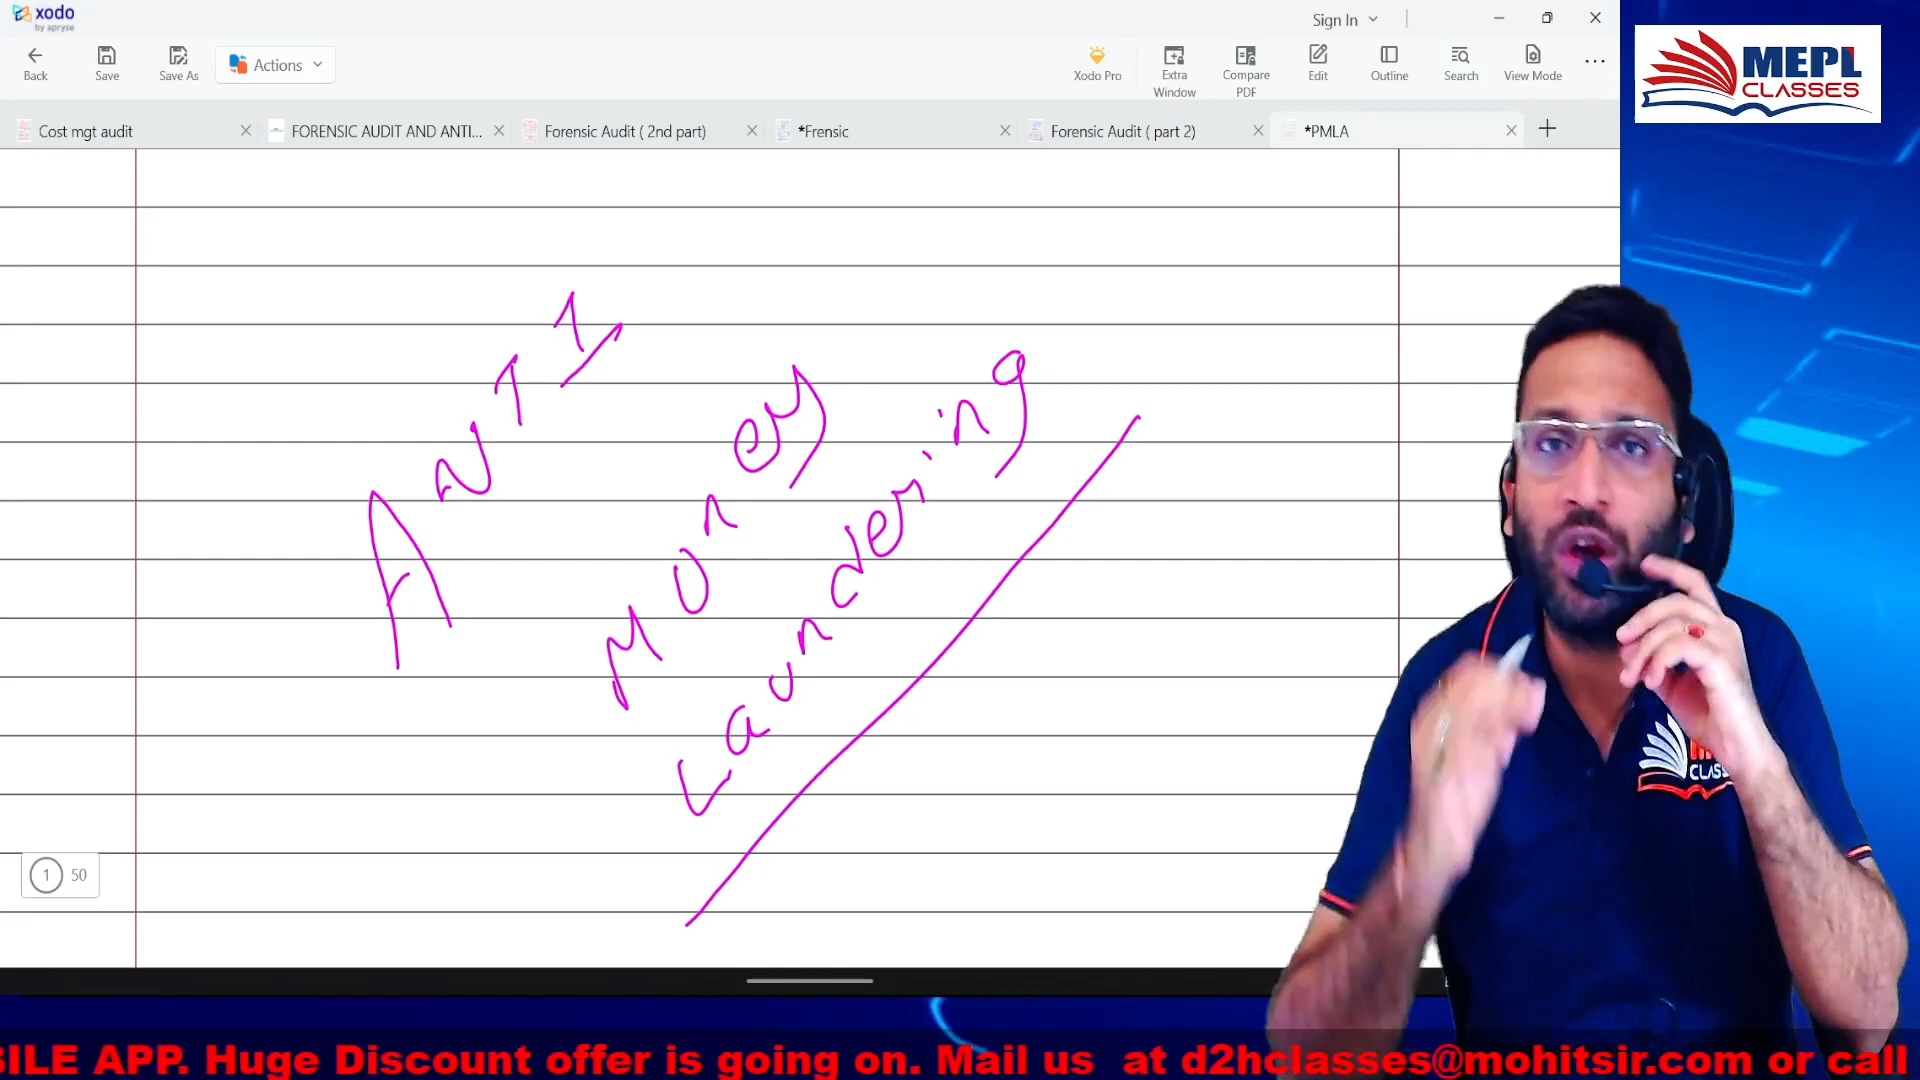 xodo
by apryse
Sign In
Back
Save
Save As
Actions
Xodo Pro
Extra Window
Compare PDF
Edit
Outline
Search
View Mode
Cost mgt audit
FORENSIC AUDIT AND ANTI...
Forensic Audit ( 2nd part)
*Frensic
Forensic Audit ( part 2)
*PMLA
MEPL
CLASSES
ANTI
Money
Laundering
1 50
BILE APP. Huge Discount offer is going on. Mail us at d2hclasses@mohitsir.com or call